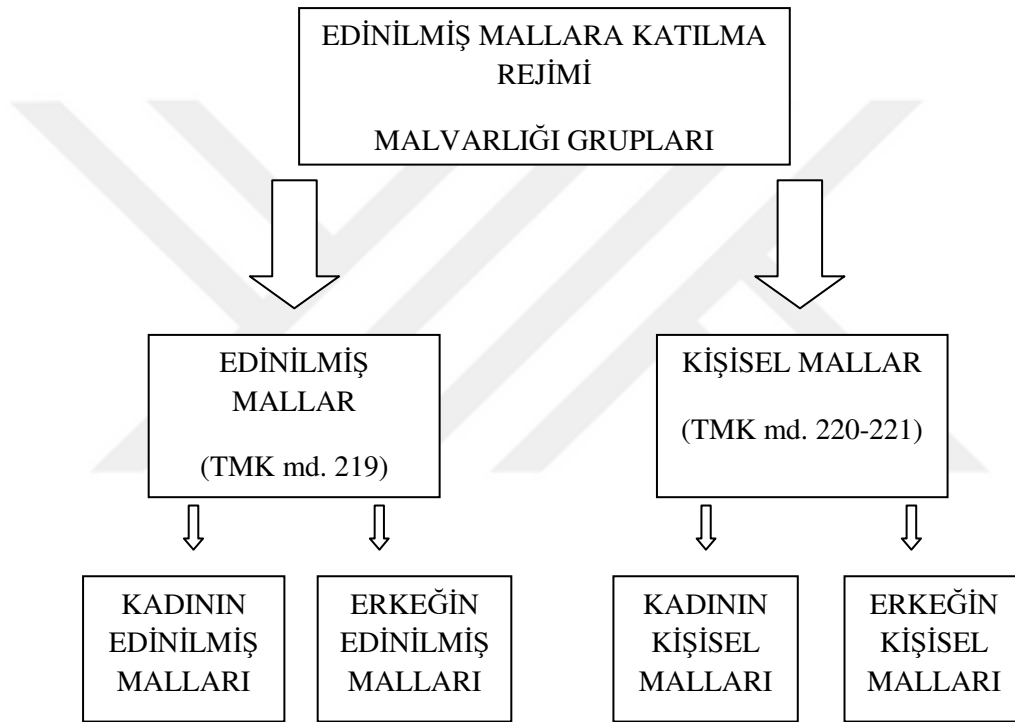 EDİNİLMİŞ MALLARA KATILMA
REJİMİ
MALVARLIĞI GRUPLARI
EDİNİLMİŞ
MALLAR
(TMK md. 219)
KİŞİSEL MALLAR
(TMK md. 220-221)
KADININ
EDİNİLMİŞ
MALLARI
ERKEĞİN
EDİNİLMİŞ
MALLARI
KADININ
KİŞİSEL
MALLARI
ERKEĞİN
KİŞİSEL
MALLARI